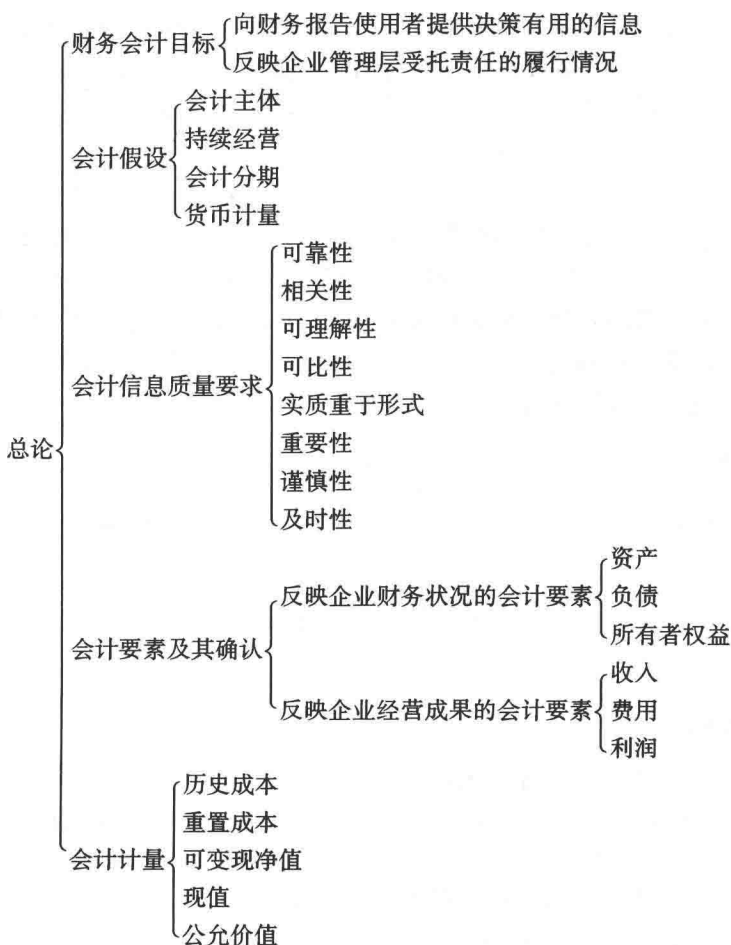 总论
财务会计目标
向财务报告使用者提供决策有用的信息
反映企业管理层受托责任的履行情况
会计假设
会计主体
持续经营
会计分期
货币计量
会计信息质量要求
可靠性
相关性
可理解性
可比性
实质重于形式
重要性
谨慎性
及时性
会计要素及其确认
反映企业财务状况的会计要素
资产
负债
所有者权益
反映企业经营成果的会计要素
收入
费用
利润
会计计量
历史成本
重置成本
可变现净值
现值
公允价值